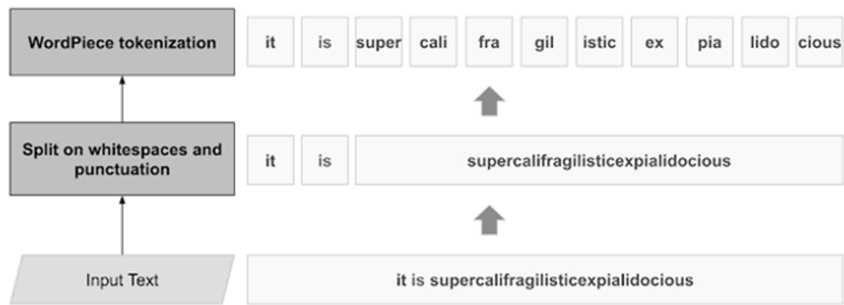 WordPiece tokenization
it is super cali fra gil istic ex pia lido cious
Split on whitespaces and
punctuation
it is supercalifragilisticexpialidocious
Input Text
it is supercalifragilisticexpialidocious